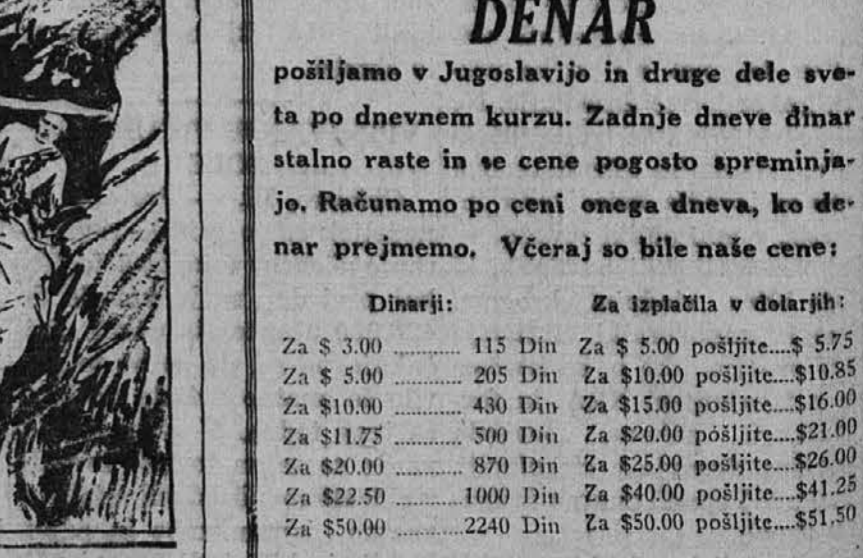 DENAR
pošiljamo v Jugoslavijo in druge dele sve-
ta po dnevnem kurzu. Zadnje dneve dinar
stalno raste in se cene pogosto spreminja-
jo. Računamo po ceni onega dneva, ko de-
nar prejmemo. Včeraj so bile naše cene:
Dinarji:
Za $ 3.00 ............ 115 Din
Za $ 5.00 ............ 205 Din
Za $10.00 ............ 430 Din
Za $11.75 ............ 500 Din
Za $20.00 ............ 870 Din
Za $22.50 ............1000 Din
Za $50.00 ............2240 Din
Za izplačila v dolarjih:
Za $ 5.00 pošljite....$ 5.75
Za $10.00 pošljite....$10.85
Za $15.00 pošljite....$16.00
Za $20.00 pošljite....$21.00
Za $25.00 pošljite....$26.00
Za $40.00 pošljite....$41.25
Za $50.00 pošljite....$51.50